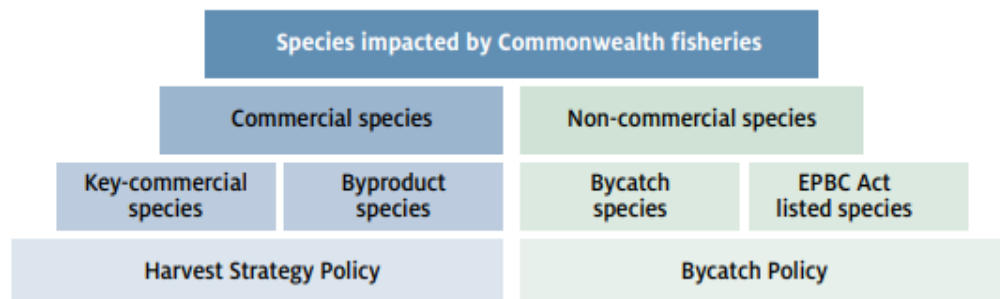 Species impacted by Commonwealth fisheries
Commercial species
Non-commercial species
Key-commercial
species
Byproduct
species
Bycatch
species
EPBC Act
listed species
Harvest Strategy Policy
Bycatch Policy